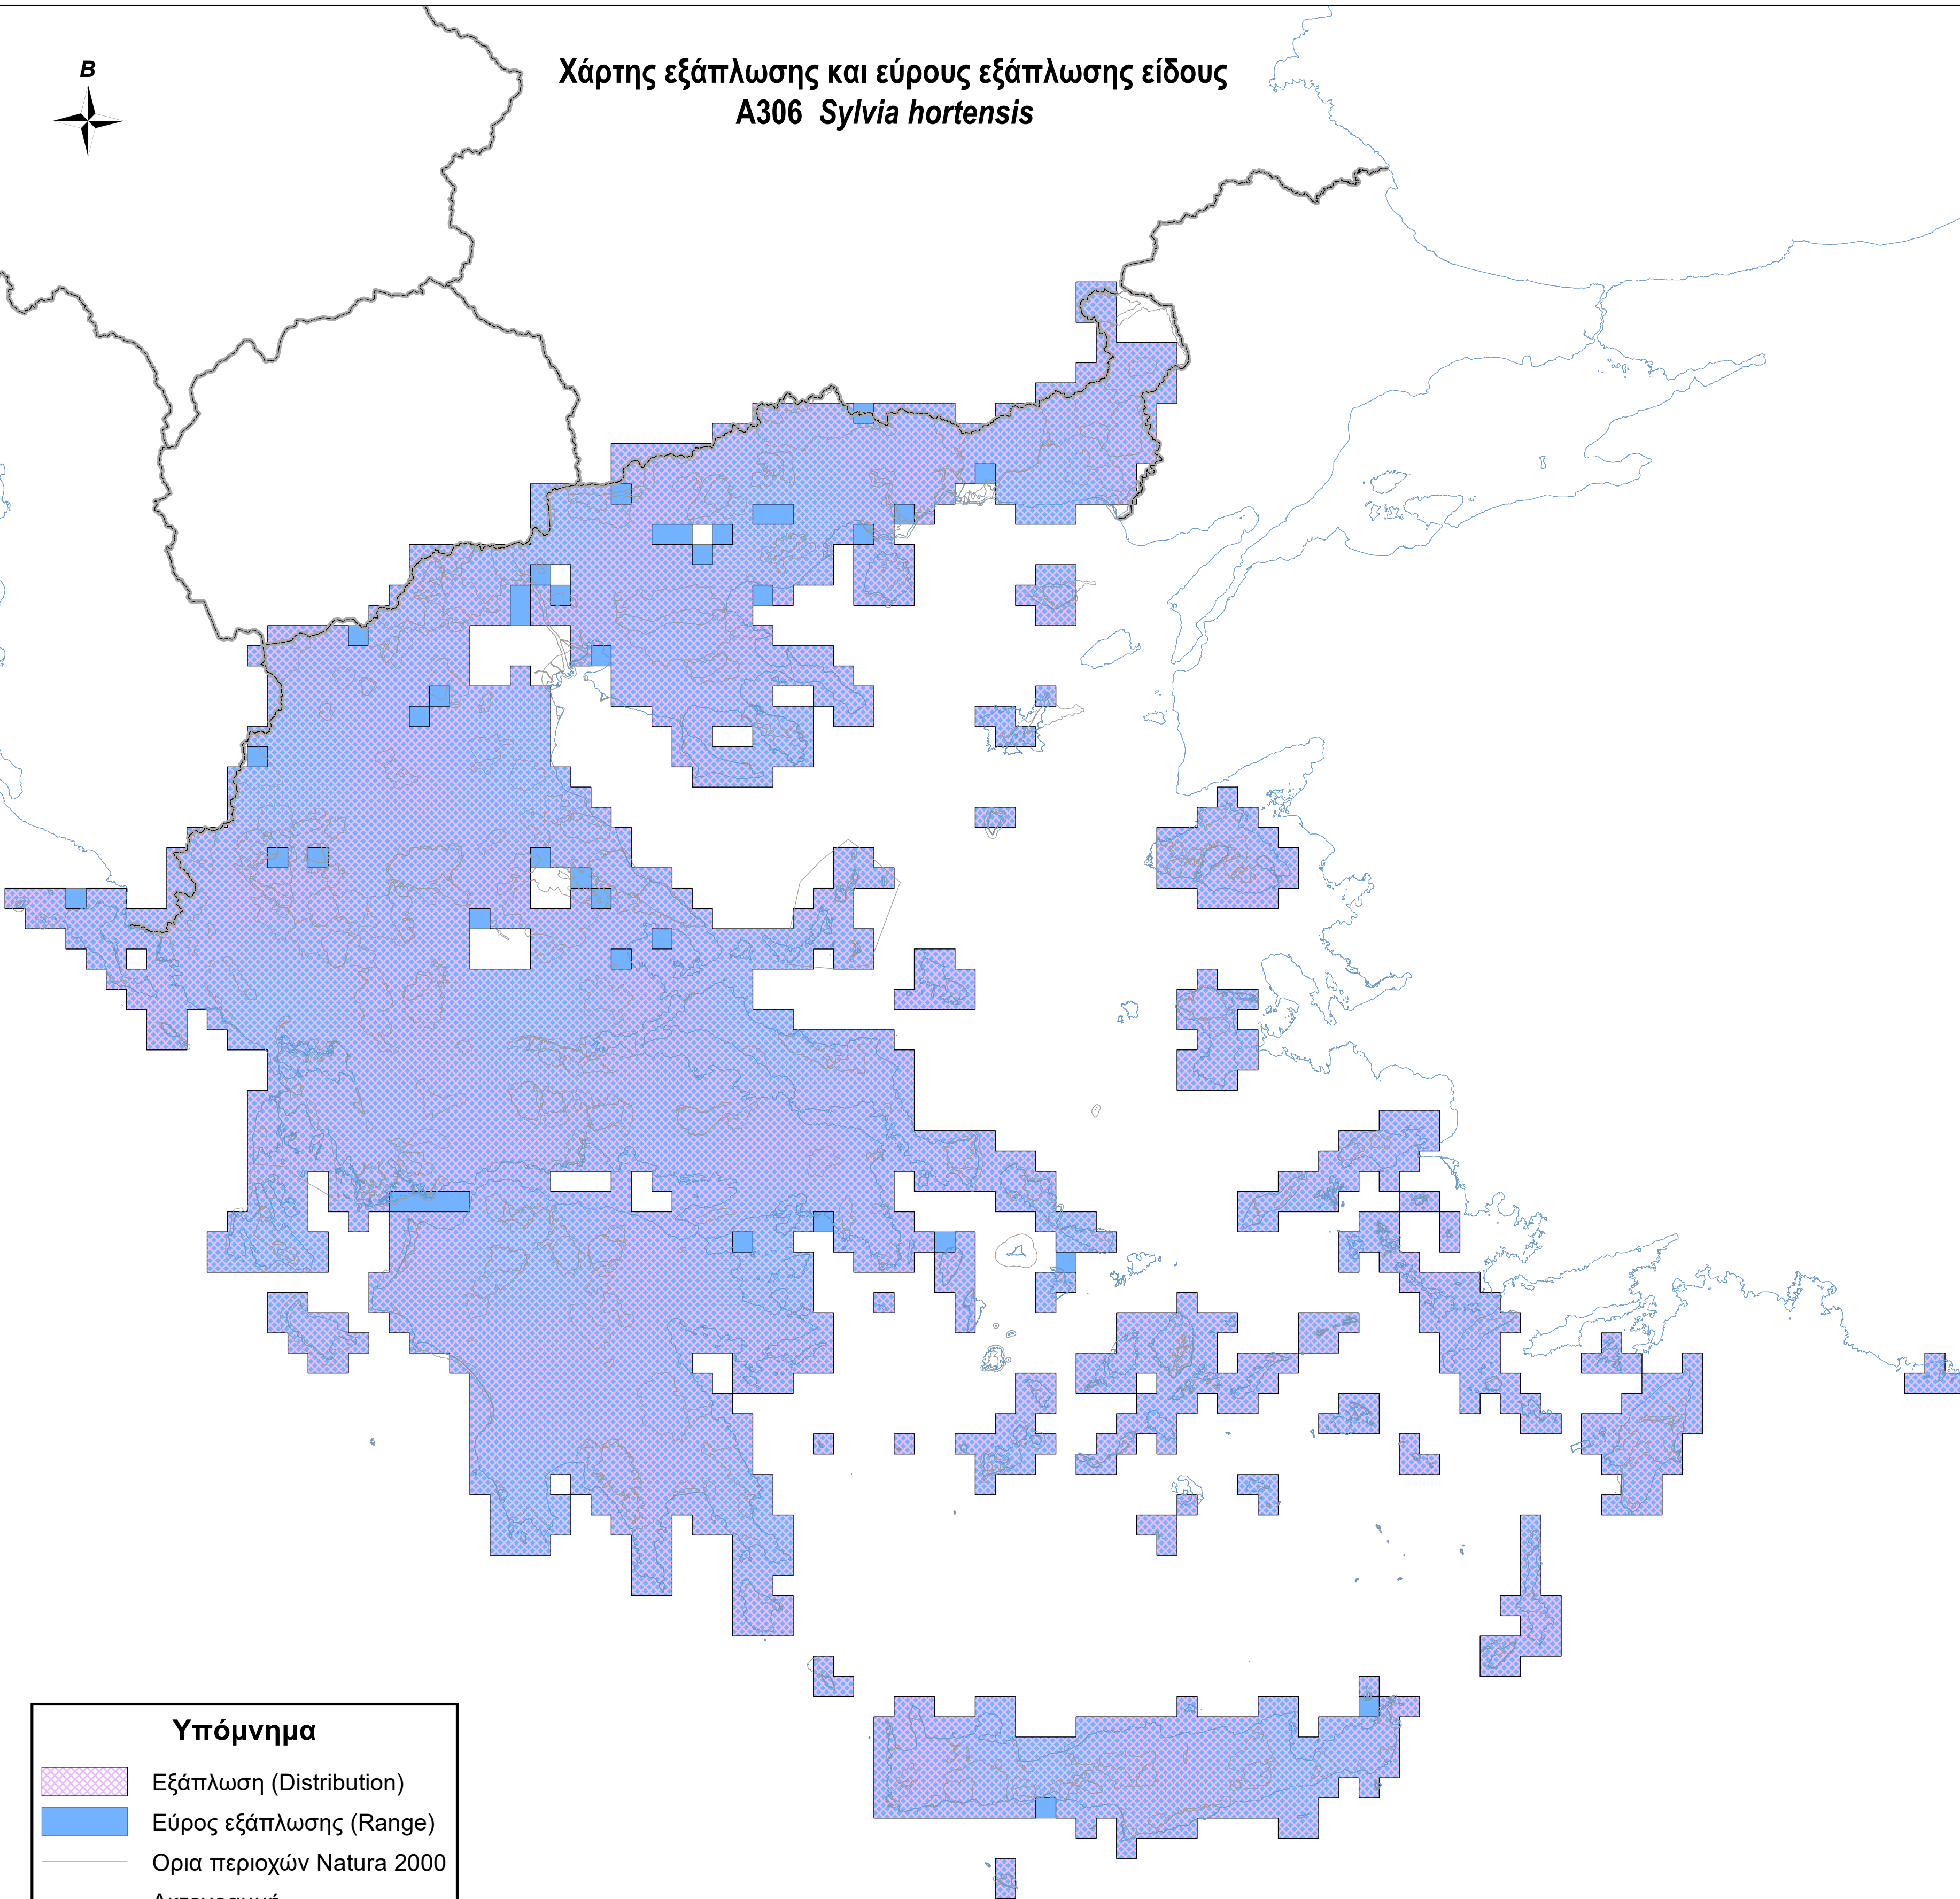 Β
Χάρτης εξάπλωσης και εύρους εξάπλωσης είδους
A306 Sylvia hortensis
Υπόμνημα
Εξάπλωση (Distribution)
Εύρος εξάπλωσης (Range)
Ορια περιοχών Natura 2000